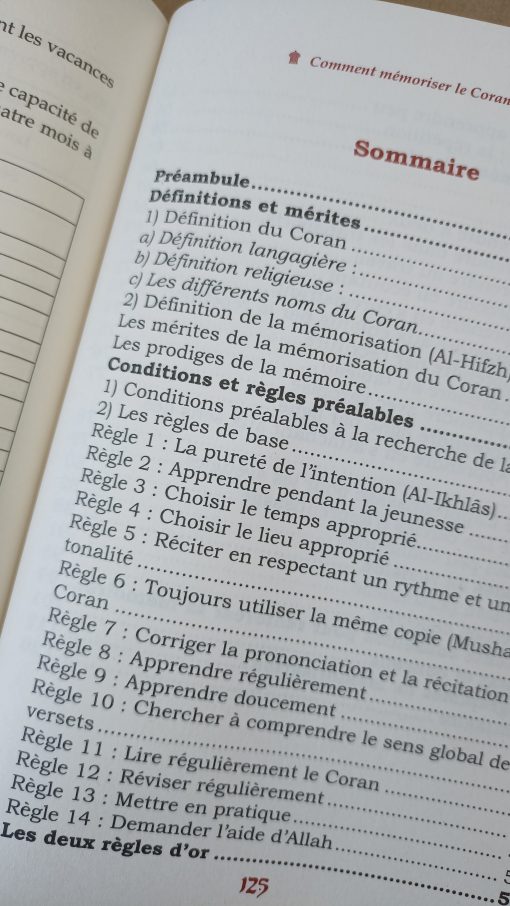 nt les vacances
capacité de
atre mois à
Comment mémoriser le Coran
Sommaire
Préambule
Définitions et mérites
1) Définition du Coran
a) Définition langagière :
b) Définition religieuse :
c) Les différents noms du Coran
2) Définition de la mémorisation (Al-Hifzh)
Les mérites de la mémorisation du Coran
Les prodiges de la mémoire
Conditions et règles préalables
1) Conditions préalables à la recherche de la
2) Les règles de base
Règle 1 : La pureté de l'intention (Al-Ikhlâs)
Règle 2 : Apprendre pendant la jeunesse
Règle 3 : Choisir le temps approprié
Règle 4 : Choisir le lieu approprié
Règle 5 : Réciter en respectant un rythme et un
tonalité
Règle 6 : Toujours utiliser la même copie (Musha
Coran
Règle 7 : Corriger la prononciation et la récitation
Règle 8 : Apprendre régulièrement
Règle 9 : Apprendre doucement
Règle 10 : Chercher à comprendre le sens global de
versets
Règle 11 : Lire régulièrement le Coran
Règle 12 : Réviser régulièrement
Règle 13 : Mettre en pratique
Règle 14 : Demander l'aide d'Allah
Les deux règles d'or 5
125